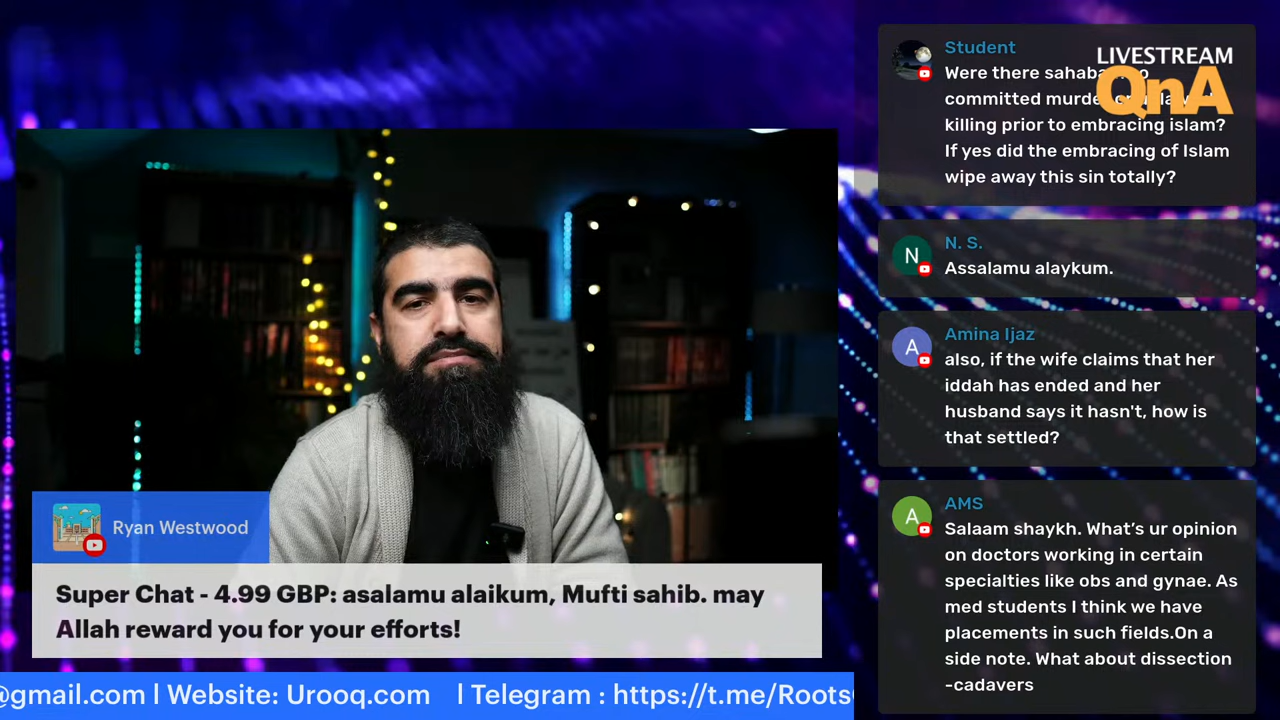 Ryan Westwood
Super Chat - 4.99 GBP: asalamu alaikum, Mufti sahib. may
Allah reward you for your efforts!
@gmail.com l Website: Urooq.com l Telegram : https://t.me/Roots
LIVESTREAM
QnA
Student
Were there
committed
killing prior to embracing islam?
If yes did the embracing of Islam
wipe away this sin totally?
N
N. S.
Assalamu alaykum.
A
Amina Ijaz
also, if the wife claims that her
iddah has ended and her
husband says it hasn't, how is
that settled?
A
AMS
Salaam shaykh. What’s ur opinion
on doctors working in certain
specialties like obs and gynae. As
med students I think we have
placements in such fields.On a
side note. What about dissection
-cadavers